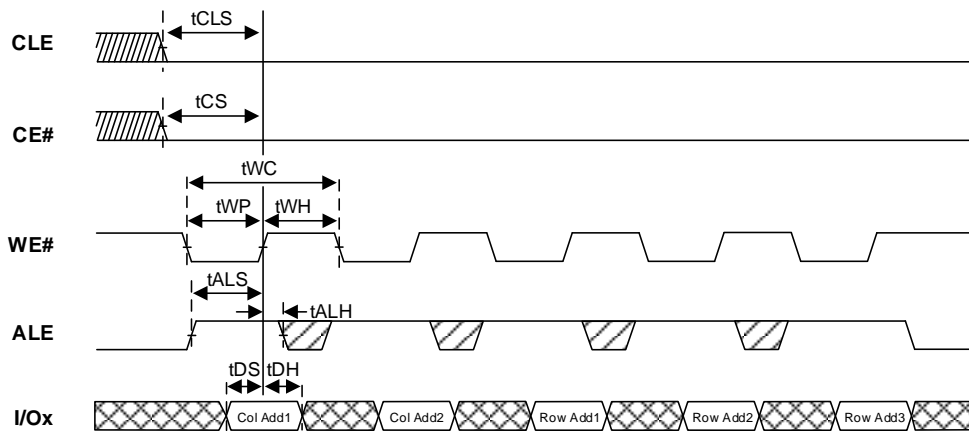 tCLS
CLE
tCS
CE#
tWC
tWP tWH
WE#
tALS
tALH
ALE
tDS tDH
I/Ox Col Add1 Col Add2 Row Add1 Row Add2 Row Add3